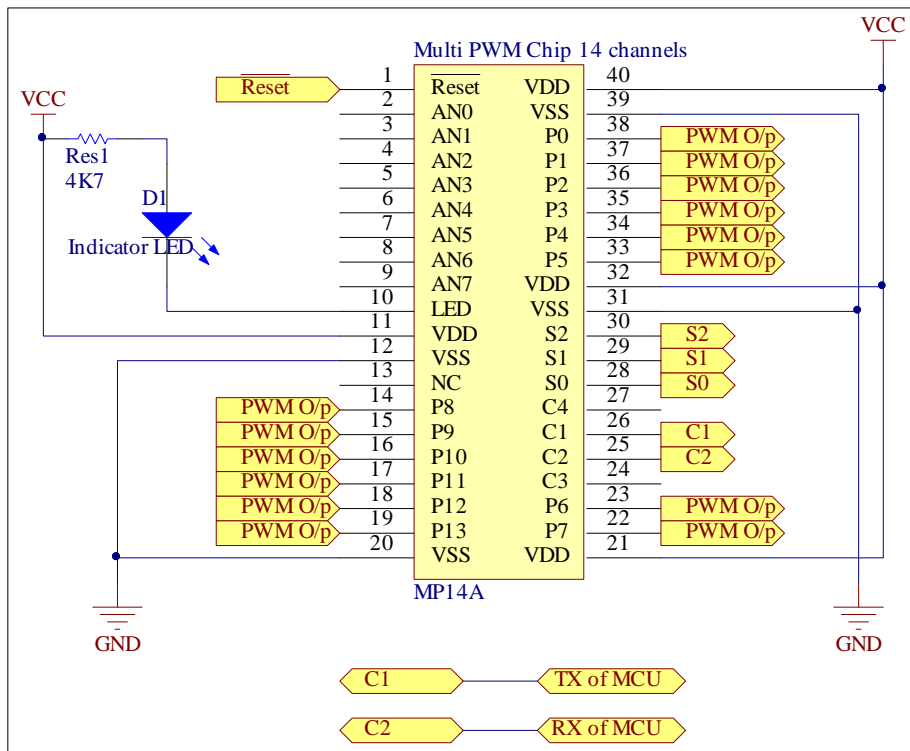 VCC
Multi PWM Chip 14 channels
Reset 1 Reset VDD 40
2 AN0 VSS 39
3 AN1 P0 38 PWM O/p
4 AN2 P1 37 PWM O/p
5 AN3 P2 36 PWM O/p
6 AN4 P3 35 PWM O/p
7 AN5 P4 34 PWM O/p
8 AN6 P5 33 PWM O/p
9 AN7 VDD 32
10 LED VSS 31
11 VDD S2 30 S2
12 VSS S1 29 S1
13 NC S0 28 S0
PWM O/p 14 P8 C4 27
PWM O/p 15 P9 C1 26 C1
PWM O/p 16 P10 C2 25 C2
PWM O/p 17 P11 C3 24
PWM O/p 18 P12 P6 23 PWM O/p
PWM O/p 19 P13 P7 22 PWM O/p
20 VSS VDD 21
MP14A
VCC
Res1
4K7
D1
Indicator LED
GND
GND
C1 TX of MCU
C2 RX of MCU